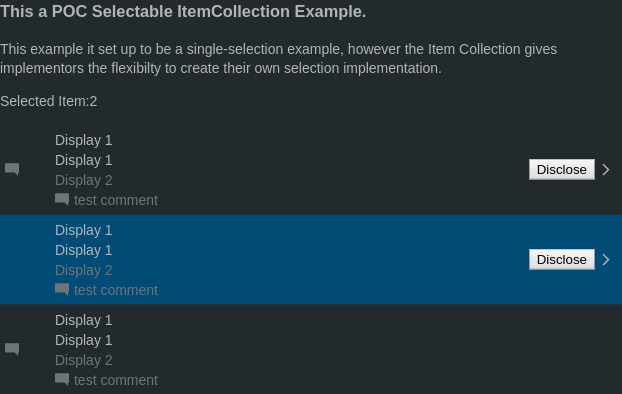 This a POC Selectable ItemCollection Example.
This example it set up to be a single-selection example, however the Item Collection gives
implementors the flexibilty to create their own selection implementation.
Selected Item:2
Display 1
Display 1
Display 2
test comment
Disclose
Display 1
Display 1
Display 2
test comment
Disclose
Display 1
Display 1
Display 2
test comment